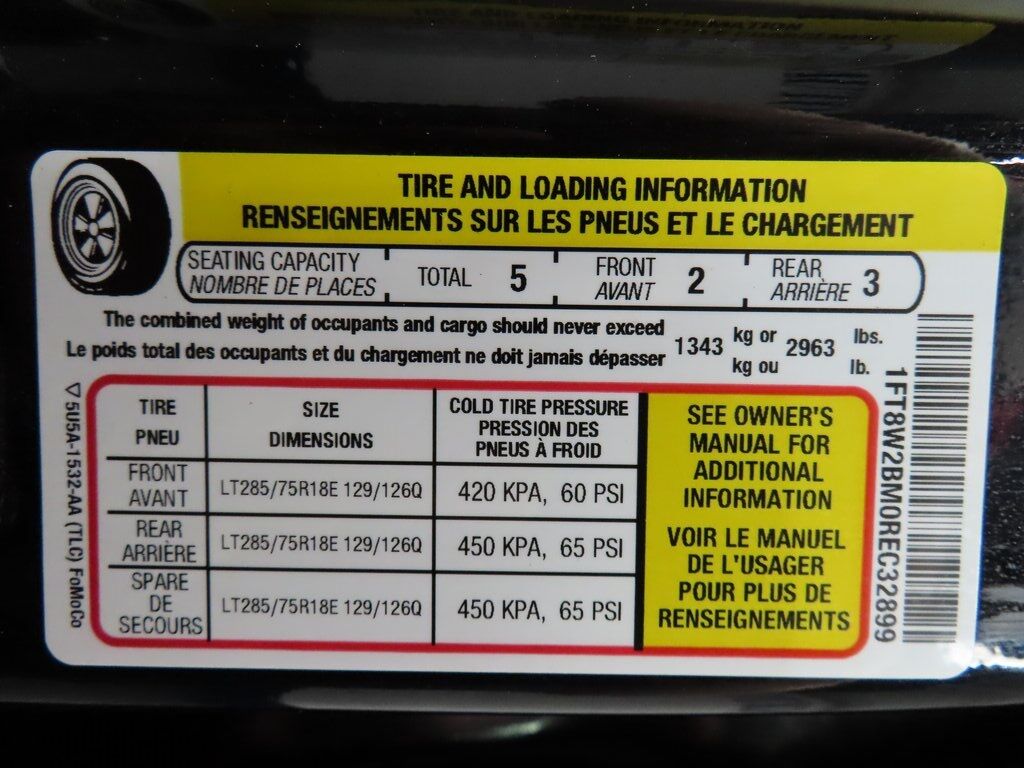 TIRE AND LOADING INFORMATION
RENSEIGNEMENTS SUR LES PNEUS ET LE CHARGEMENT
SEATING CAPACITY
NOMBRE DE PLACES
TOTAL 5
FRONT
AVANT
2
REAR
ARRIÈRE
3
The combined weight of occupants and cargo should never exceed
Le poids total des occupants et du chargement ne doit jamais dépasser
1343
kg or
kg ou
2963
lbs.
lb.
TIRE
PNEU
SIZE
DIMENSIONS
COLD TIRE PRESSURE
PRESSION DES
PNEUS À FROID
FRONT
AVANT
LT285/75R18E 129/126Q
420 KPA, 60 PSI
REAR
ARRIÈRE
LT285/75R18E 129/126Q
450 KPA, 65 PSI
SPARE
DE
SECOURS
LT285/75R18E 129/126Q
450 KPA, 65 PSI
SEE OWNER'S
MANUAL FOR
ADDITIONAL
INFORMATION
VOIR LE MANUEL
DE L'USAGER
POUR PLUS DE
RENSEIGNEMENTS
5U5A-1532-AA (TLC) FoMoCo
1FT8W2BM0REC32899